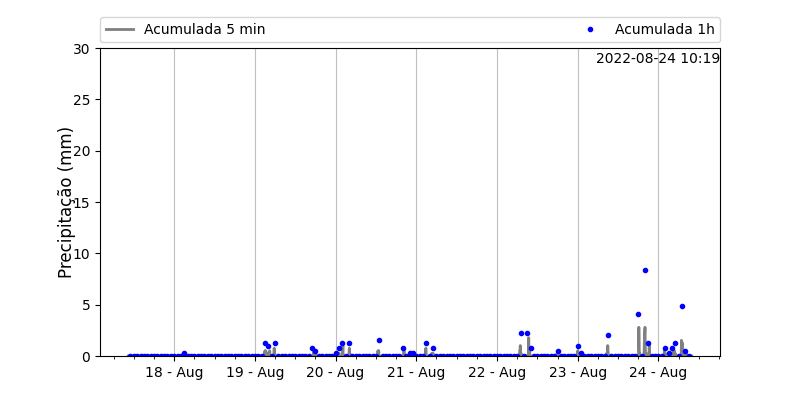 Acumulada 5 min
Acumulada 1h
2022-08-24 10:19
Precipitação (mm)
30
25
20
15
10
5
0
18 - Aug
19 - Aug
20 - Aug
21 - Aug
22 - Aug
23 - Aug
24 - Aug